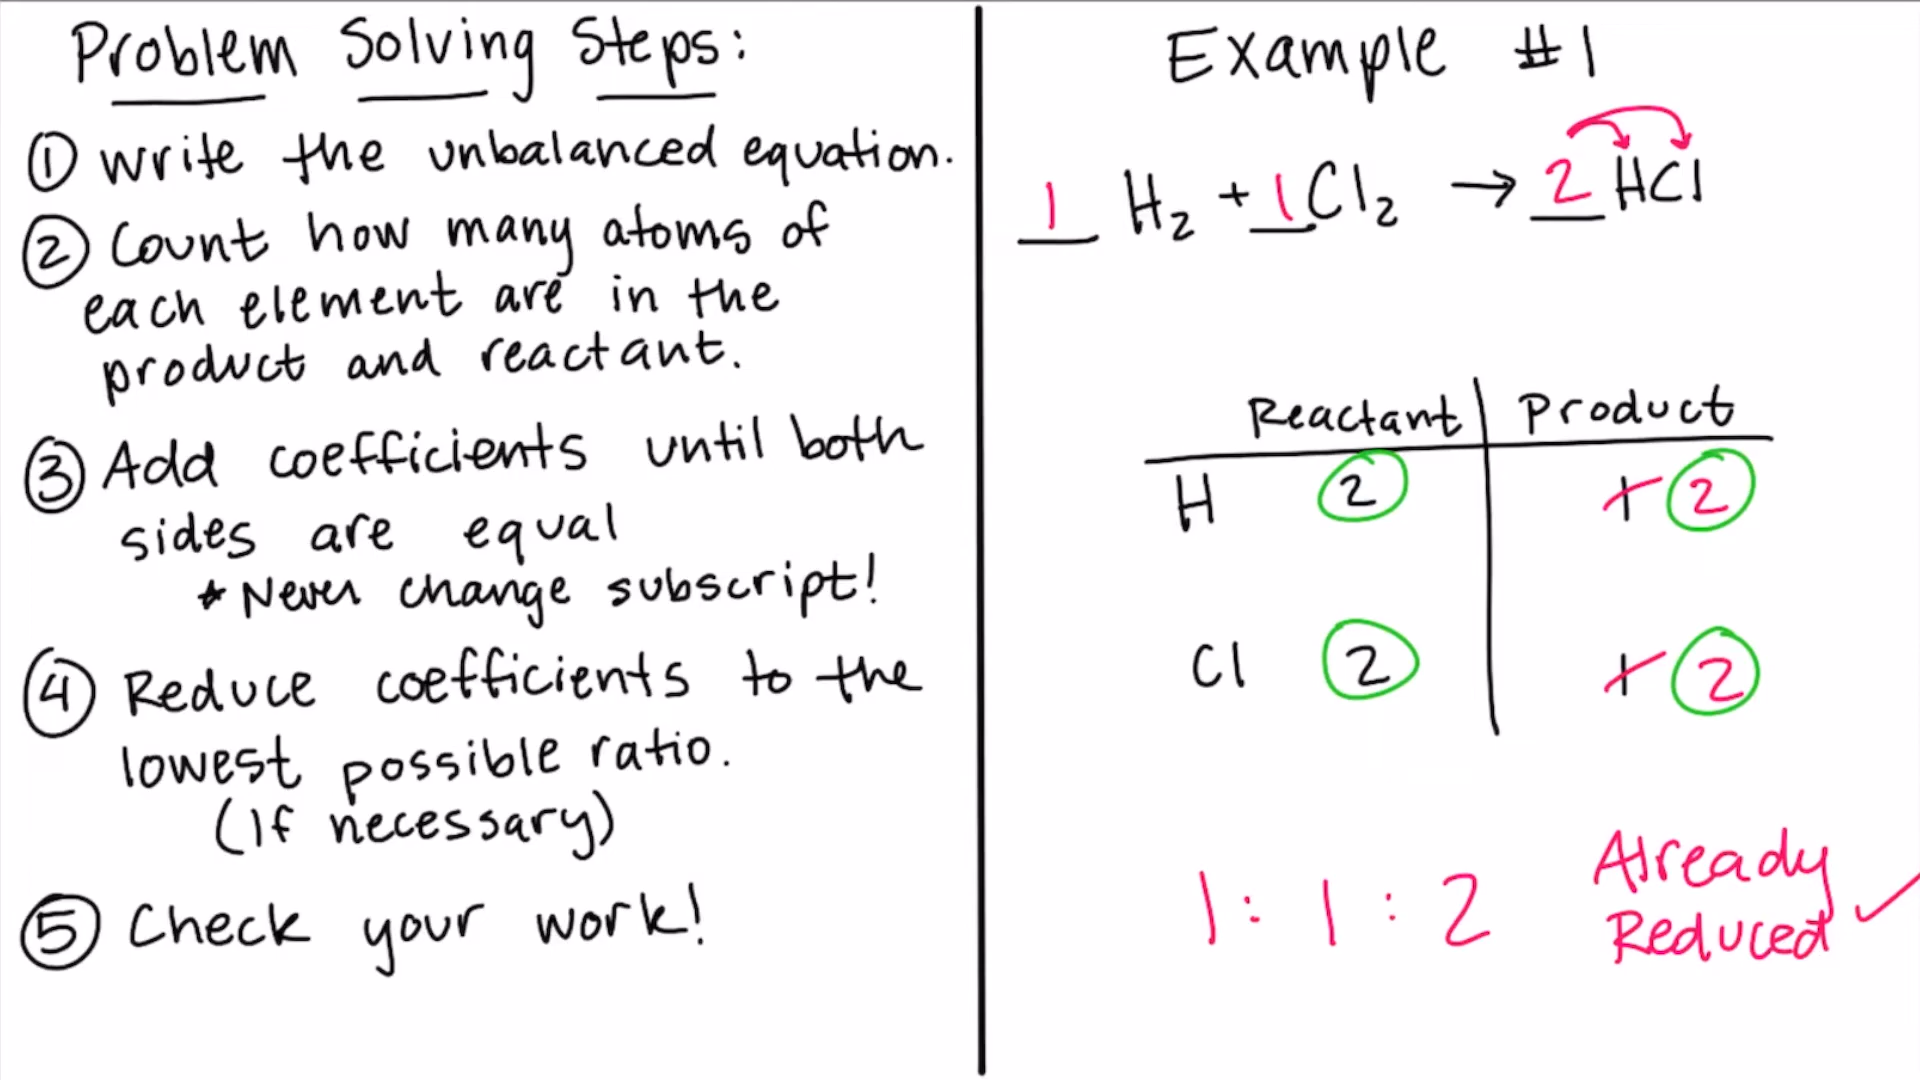 Problem Solving Steps:
① Write the unbalanced equation.
② Count how many atoms of
each element are in the
product and reactant.
③ Add coefficients until both
sides are equal
* Never change subscript!
④ Reduce coefficients to the
lowest possible ratio.
(If necessary)
⑤ Check your work!
Example #1
1 H₂ + 1 Cl₂ → 2 HCl
Reactant Product
H 2 1 2
Cl 2 1 2
1 : 1 : 2
Already
Reduced ✓